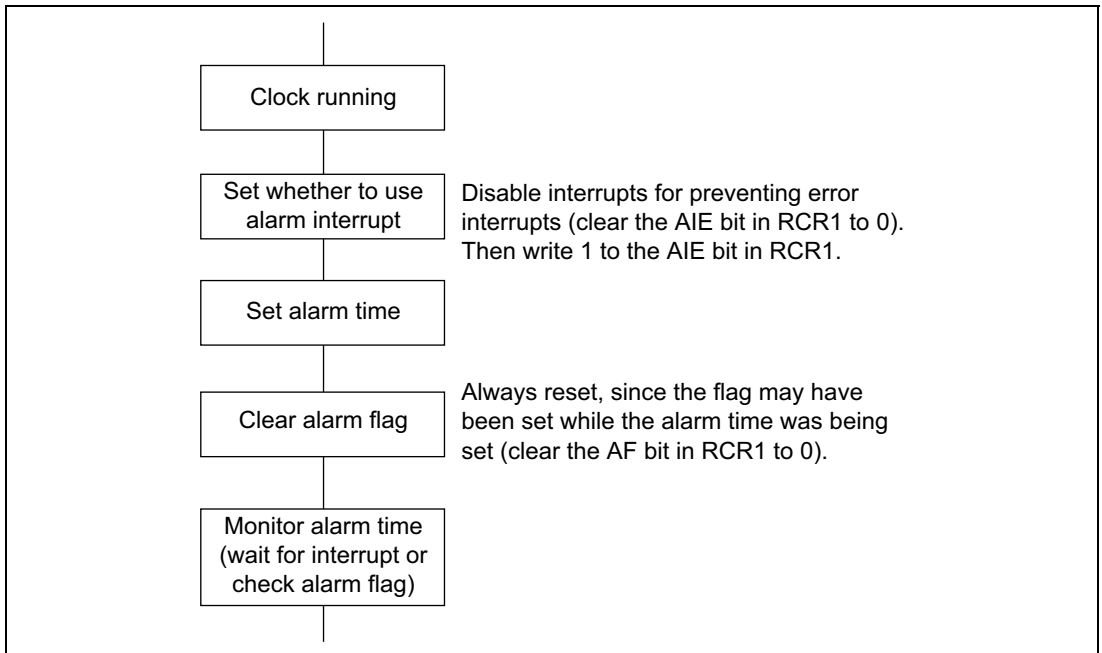 Clock running
Set whether to use
alarm interrupt
Disable interrupts for preventing error
interrupts (clear the AIE bit in RCR1 to 0).
Then write 1 to the AIE bit in RCR1.
Set alarm time
Clear alarm flag
Always reset, since the flag may have
been set while the alarm time was being
set (clear the AF bit in RCR1 to 0).
Monitor alarm time
(wait for interrupt or
check alarm flag)